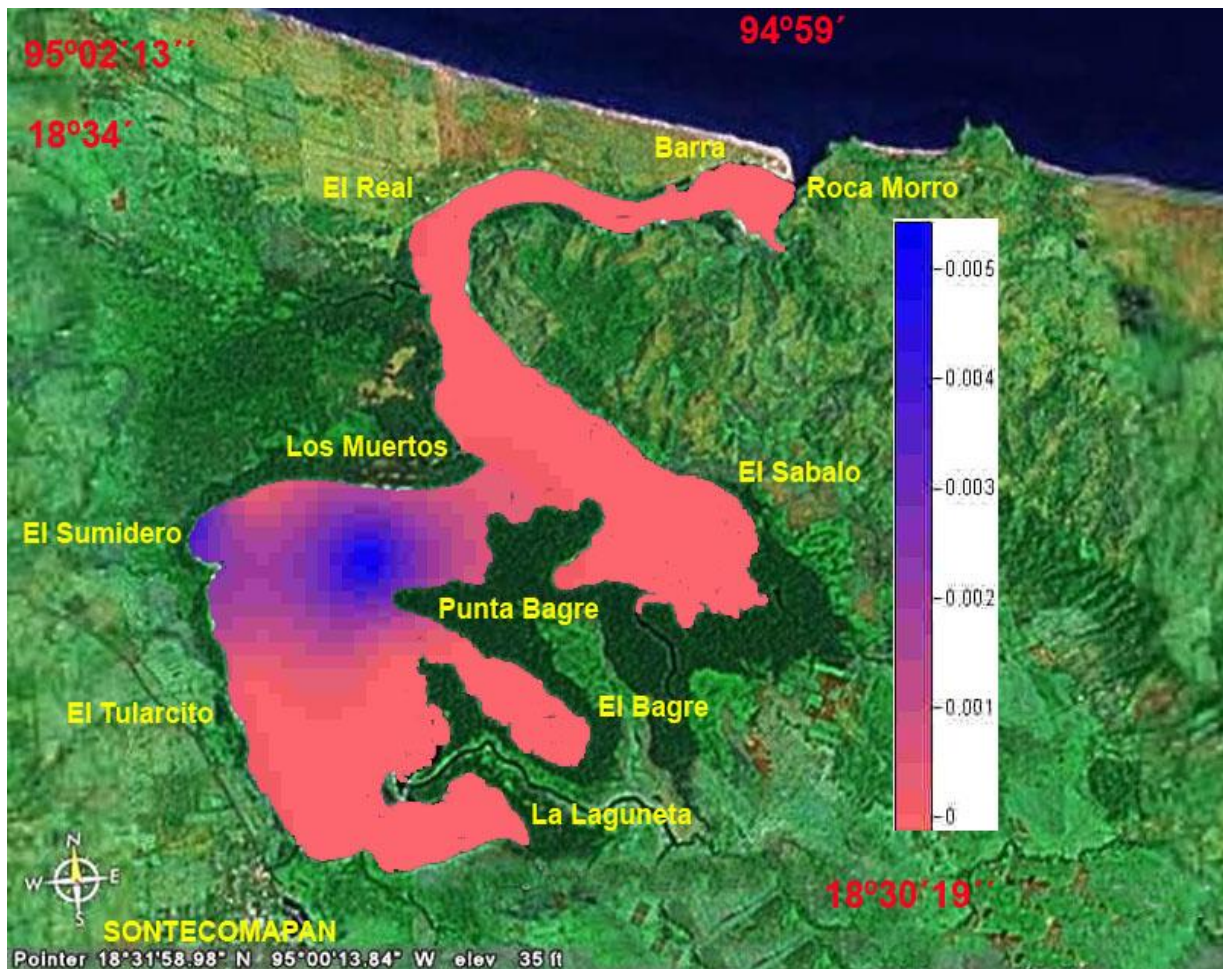 95º02´13´´
94º59´
18º34´
Barra
El Real
Roca Morro
0.005
0.004
Los Muertos
El Sabalo
0.003
El Sumidero
0.002
Punta Bagre
0.001
El Tularcito
El Bagre
0
La Laguneta
N
W E
S
18º30´19´´
SONTECOMAPAN
Pointer 18°31'58.98" N 95°00'13.84" W elev 35 ft